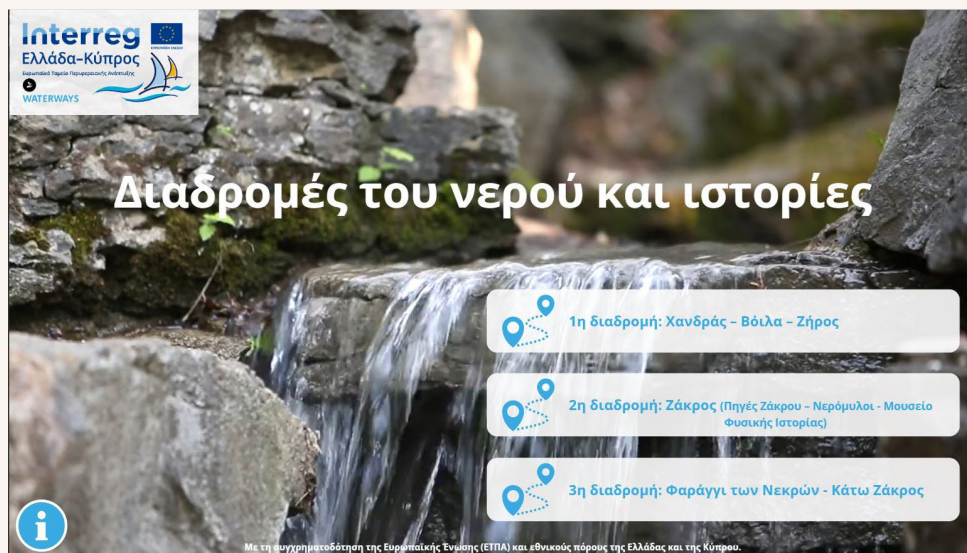 Interreg
ΕΥΡΩΠΑΪΚΗ ΕΝΩΣΗ
Ελλάδα-Κύπρος
Ευρωπαϊκό Ταμείο Περιφερειακής Ανάπτυξης
WATERWAYS
Διαδρομές του νερού και ιστορίες
1η διαδρομή: Χανδράς – Βόιλα – Ζήρος
2η διαδρομή: Ζάκρος (Πηγές Ζάκρου – Νερόμυλοι - Μουσείο
Φυσικής Ιστορίας)
3η διαδρομή: Φαράγγι των Νεκρών - Κάτω Ζάκρος
i
Με τη συγχρηματοδότηση της Ευρωπαϊκής Ένωσης (ΕΤΠΑ) και εθνικούς πόρους της Ελλάδας και της Κύπρου.